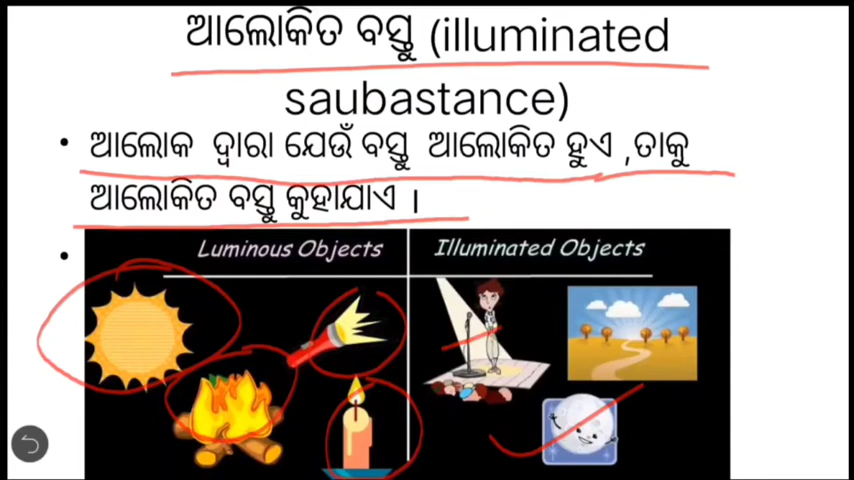 ଆଲୋକିତ ବସ୍ତୁ (illuminated
saubastance)
• ଆଲୋକ ଦ୍ୱାରା ଯେଉଁ ବସ୍ତୁ ଆଲୋକିତ ହୁଏ ,ତାକୁ
ଆଲୋକିତ ବସ୍ତୁ କୁହାଯାଏ ।
•
Luminous Objects
Illuminated Objects